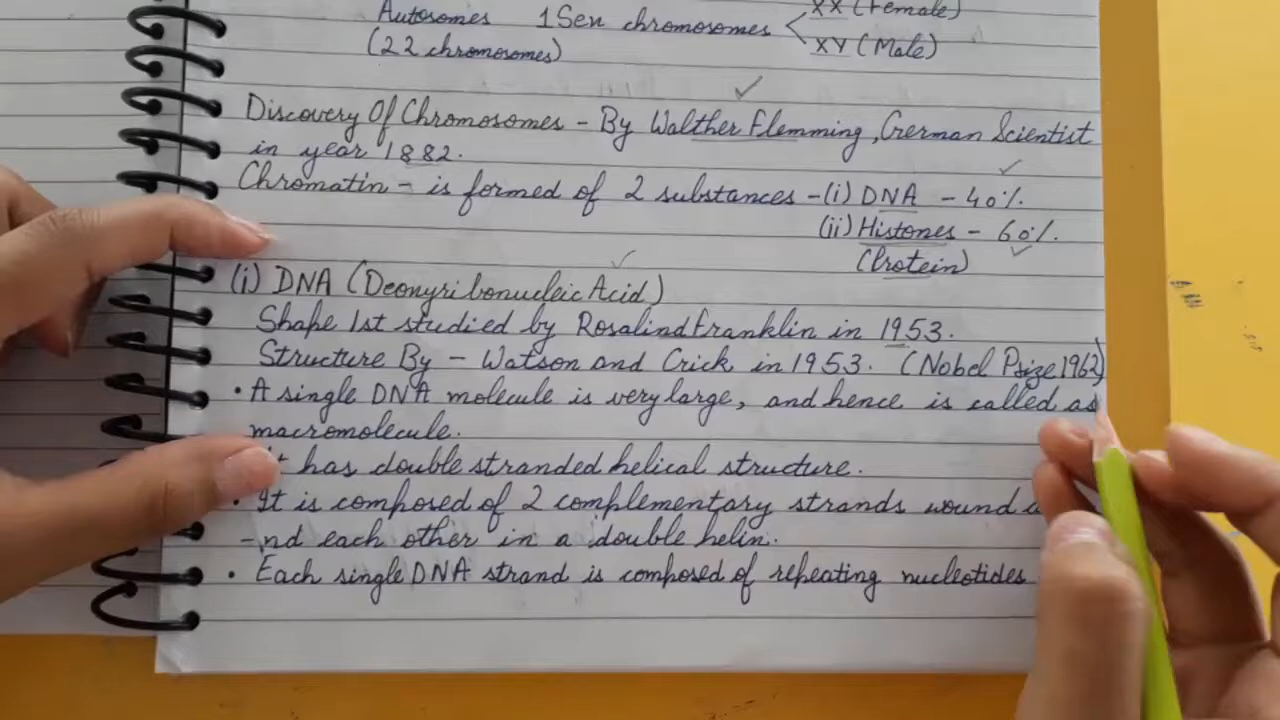 Autosomes 1 Sex chromosomes XX (Female)
(22 chromosomes) XY (Male)
Discovery Of Chromosomes - By Walther Flemming, German Scientist
in year 1882.
Chromatin - is formed of 2 substances - (i) DNA - 40%.
(ii) Histones - 60%.
(Protein)
(i) DNA (Deoxyribonucleic Acid)
Shape 1st studied by Rosalind Franklin in 1953.
Structure By - Watson and Crick in 1953. (Nobel Prize 1962)
• A single DNA molecule is very large, and hence is called as
macromolecule.
It has double stranded helical structure.
• It is composed of 2 complementary strands wound
-nd each other in a double helix.
• Each single DNA strand is composed of repeating nucleotides